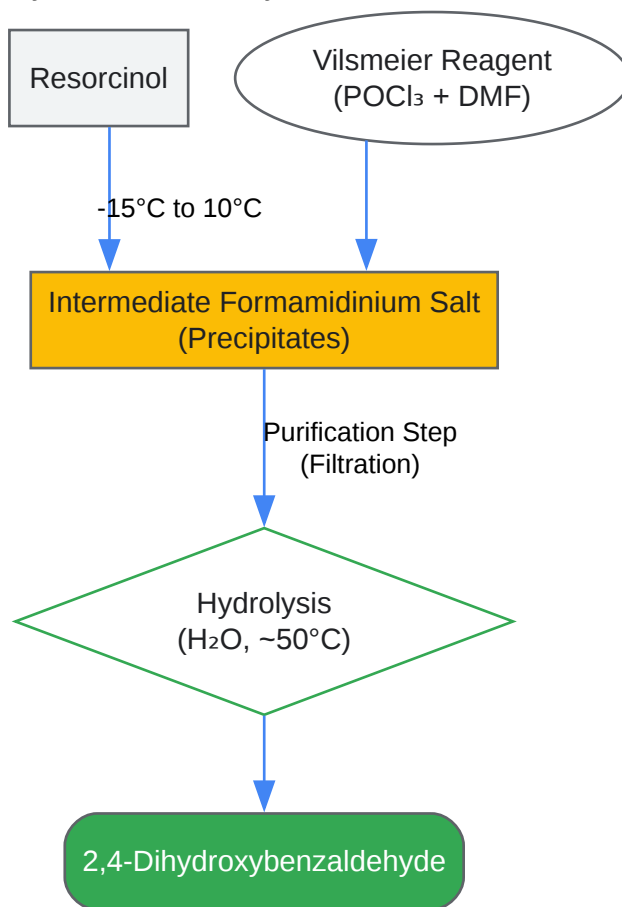 Resorcinol
Vilsmeier Reagent
(POCl₃ + DMF)
-15°C to 10°C
Intermediate Formamidinium Salt
(Precipitates)
Purification Step
(Filtration)
Hydrolysis
(H₂O, ~50°C)
2,4-Dihydroxybenzaldehyde